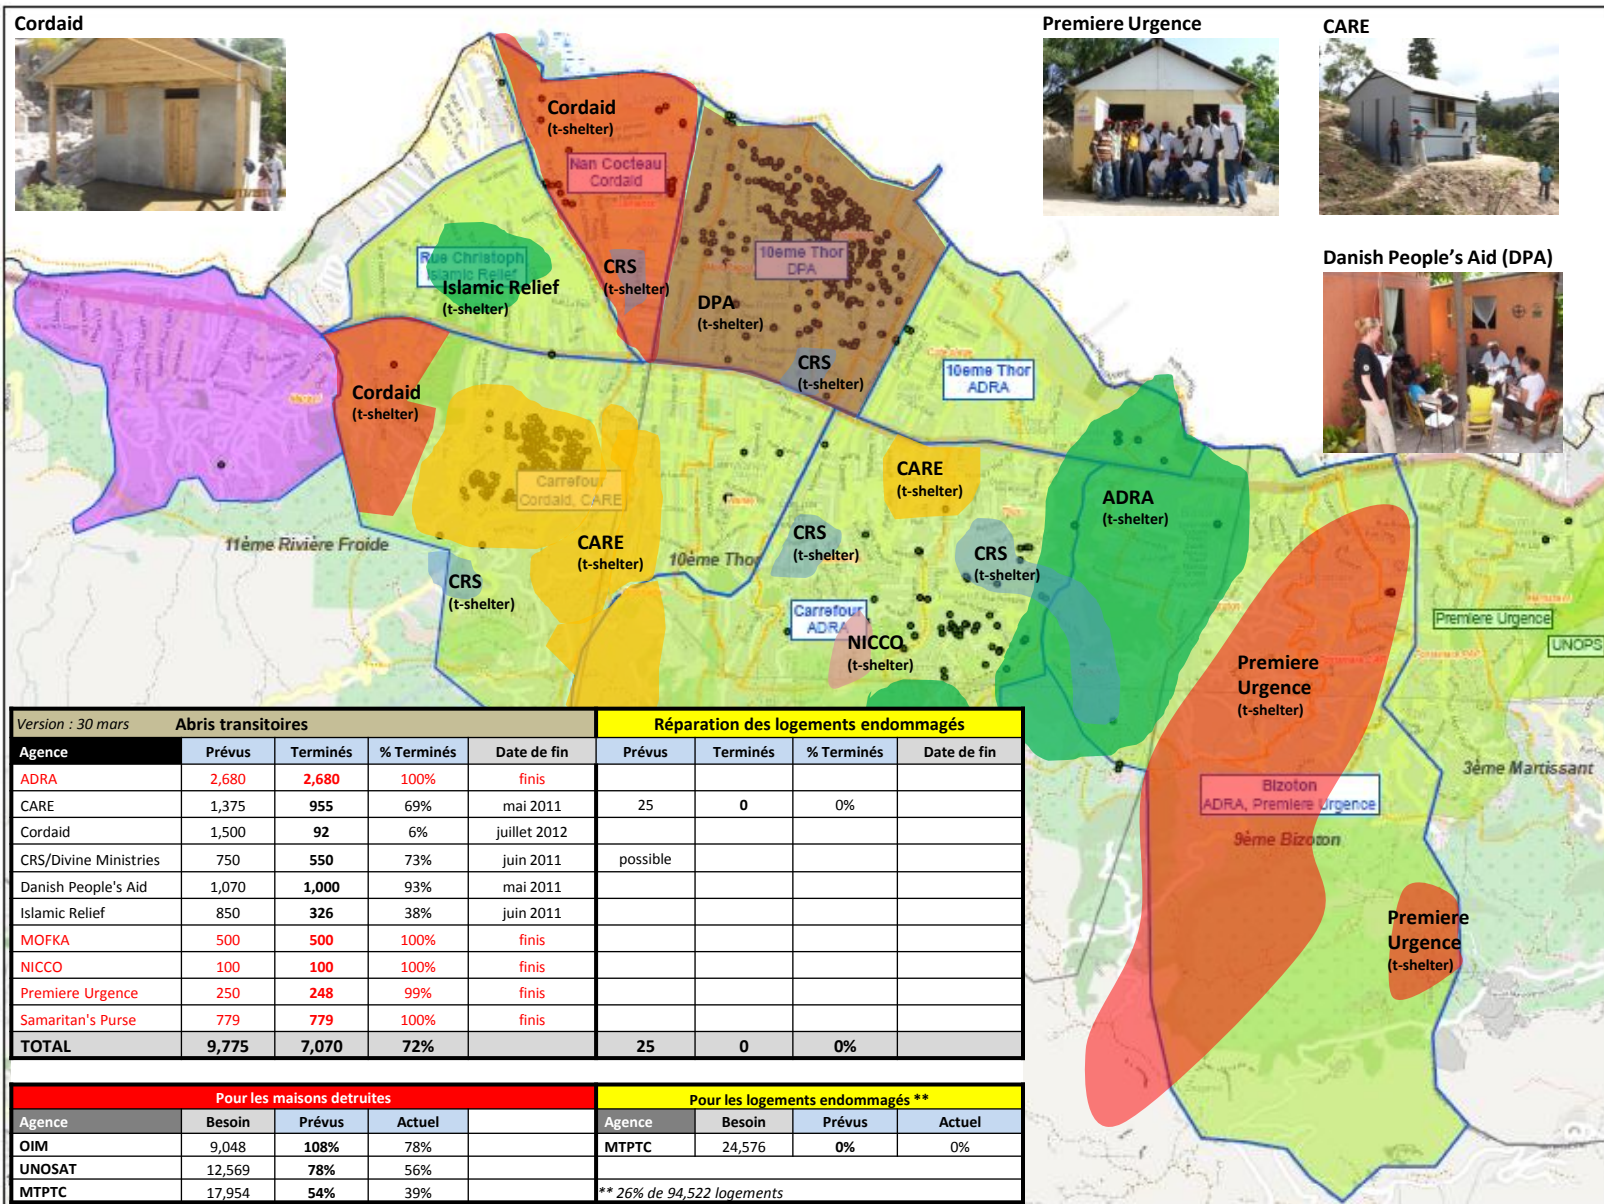 Cordaid
Premiere Urgence
CARE
Danish People's Aid (DPA)
Cordaid
(t-shelter)
Nan Cocteau
Cordaid
Rue Christoph
Islamic Relief
Islamic Relief
(t-shelter)
CRS
(t-shelter)
10eme Thor
DPA
DPA
(t-shelter)
CRS
(t-shelter)
10eme Thor
ADRA
Cordaid
(t-shelter)
Carrefour
Cordaid, CARE
CARE
(t-shelter)
CARE
(t-shelter)
ADRA
(t-shelter)
11ème Rivière Froide
10ème Thor
CRS
(t-shelter)
CRS
(t-shelter)
CRS
(t-shelter)
Carrefour
ADRA
NICCO
(t-shelter)
Premiere Urgence
UNOPS
Premiere
Urgence
(t-shelter)
3ème Martissant
Bizoton
ADRA, Premiere Urgence
9ème Bizoton
Premiere
Urgence
(t-shelter)
Version : 30 mars Abris transitoires Réparation des logements endommagés
Agence Prévus Terminés % Terminés Date de fin Prévus Terminés % Terminés Date de fin
ADRA 2,680 2,680 100% finis
CARE 1,375 955 69% mai 2011 25 0 0%
Cordaid 1,500 92 6% juillet 2012
CRS/Divine Ministries 750 550 73% juin 2011 possible
Danish People's Aid 1,070 1,000 93% mai 2011
Islamic Relief 850 326 38% juin 2011
MOFKA 500 500 100% finis
NICCO 100 100 100% finis
Premiere Urgence 250 248 99% finis
Samaritan's Purse 779 779 100% finis
TOTAL 9,775 7,070 72% 25 0 0%
Pour les maisons detruites
Agence Besoin Prévus Actuel
OIM 9,048 108% 78%
UNOSAT 12,569 78% 56%
MTPTC 17,954 54% 39%
Pour les logements endommagés **
Agence Besoin Prévus Actuel
MTPTC 24,576 0% 0%
** 26% de 94,522 logements